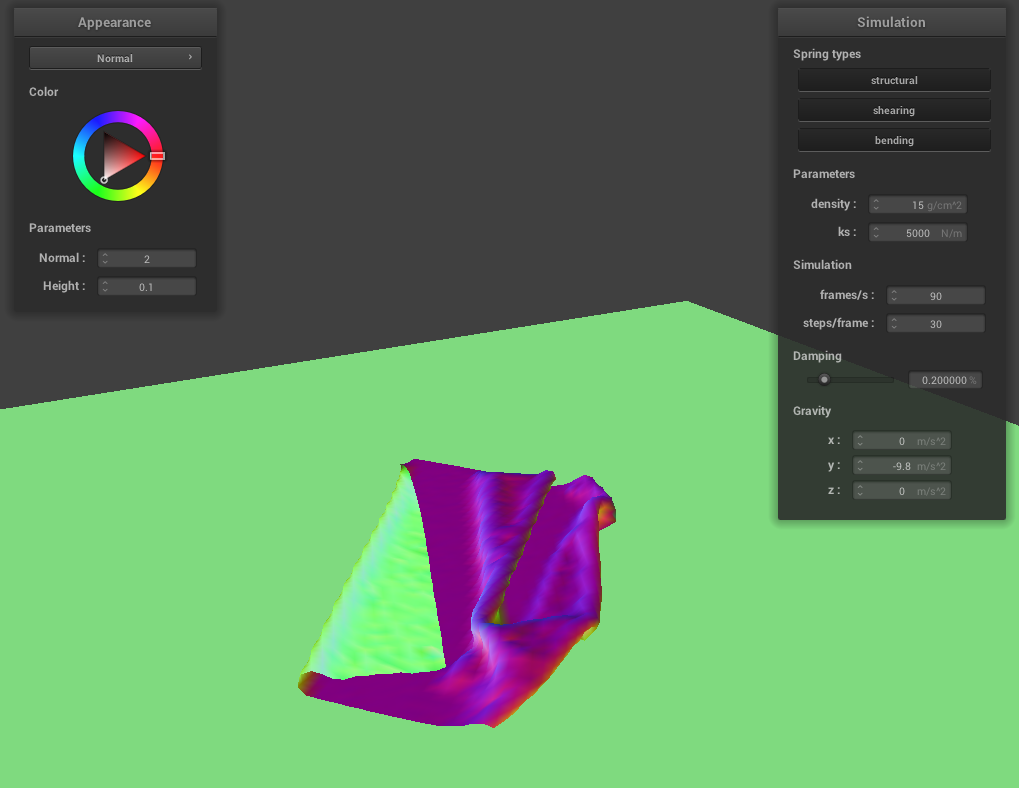 Appearance
Normal ›
Color
Parameters
Normal : 2
Height : 0.1
Simulation
Spring types
structural
shearing
bending
Parameters
density : 15 g/cm^2
ks : 5000 N/m
Simulation
frames/s : 90
steps/frame : 30
Damping
0.200000 %
Gravity
x : 0 m/s^2
y : -9.8 m/s^2
z : 0 m/s^2